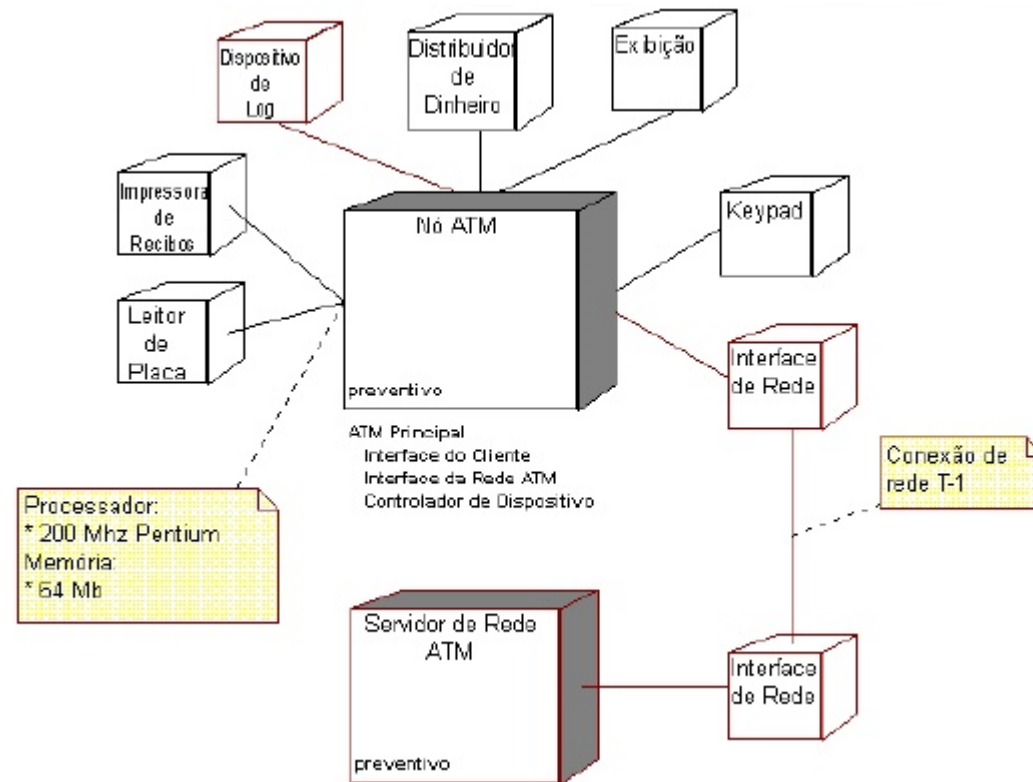 Dispositivo
de
Log
Distribuidor
de
Dinheiro
Exibição
Impressora
de
Recibos
Nó ATM
Keypad
Leitor
de
Placa
preventivo
Interface
de Rede
ATM Principal
Interface do Cliente
Interface da Rede ATM
Controlador de Dispositivo
Conexão de
rede T-1
Processador:
* 200 Mhz Pentium
Memória:
* 64 Mb
Servidor de Rede
ATM
preventivo
Interface
de Rede